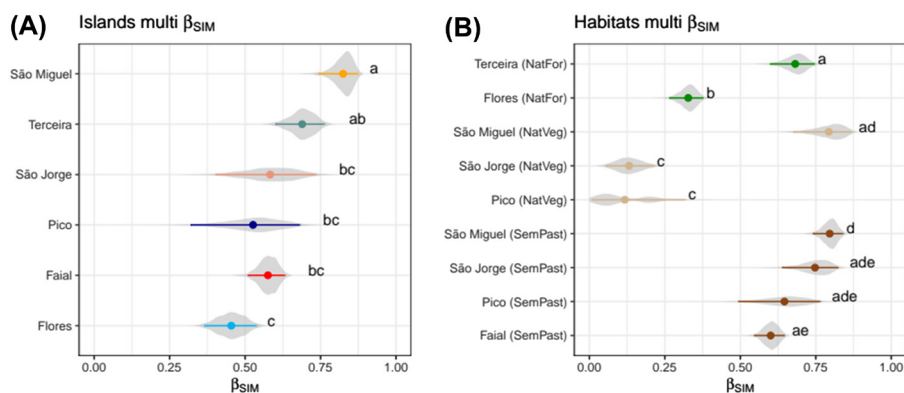 (A)
Islands multi βSIM
São Miguel
a
Terceira
ab
São Jorge
bc
Pico
bc
Faial
bc
Flores
c
0.00 0.25 0.50 0.75 1.00
βSIM
(B)
Habitats multi βSIM
Terceira (NatFor)
a
Flores (NatFor)
b
São Miguel (NatVeg)
ad
São Jorge (NatVeg)
c
Pico (NatVeg)
c
São Miguel (SemPast)
d
São Jorge (SemPast)
ade
Pico (SemPast)
ade
Faial (SemPast)
ae
0.00 0.25 0.50 0.75 1.00
βSIM